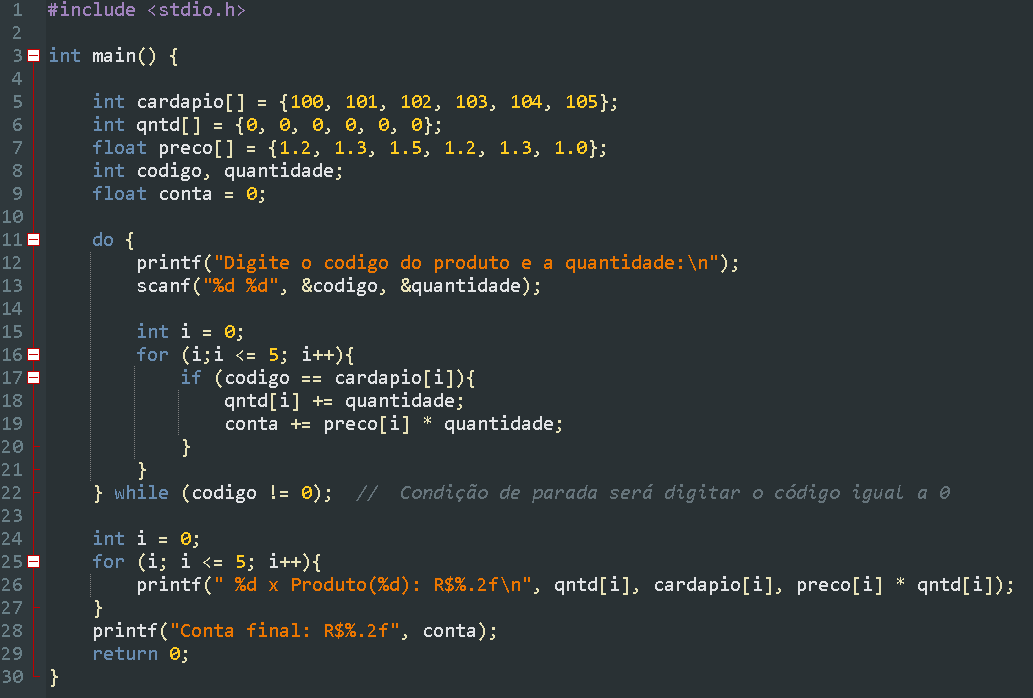 1 #include <stdio.h>
2
3 int main() {
4
5 int cardapio[] = {100, 101, 102, 103, 104, 105};
6 int qntd[] = {0, 0, 0, 0, 0, 0};
7 float preco[] = {1.2, 1.3, 1.5, 1.2, 1.3, 1.0};
8 int codigo, quantidade;
9 float conta = 0;
10
11 do {
12 printf("Digite o codigo do produto e a quantidade:\n");
13 scanf("%d %d", &codigo, &quantidade);
14
15 int i = 0;
16 for (i;i <= 5; i++){
17 if (codigo == cardapio[i]){
18 qntd[i] += quantidade;
19 conta += preco[i] * quantidade;
20 }
21 }
22 } while (codigo != 0); // Condição de parada será digitar o código igual a 0
23
24 int i = 0;
25 for (i; i <= 5; i++){
26 printf(" %d x Produto(%d): R$%.2f\n", qntd[i], cardapio[i], preco[i] * qntd[i]);
27 }
28 printf("Conta final: R$%.2f", conta);
29 return 0;
30 }